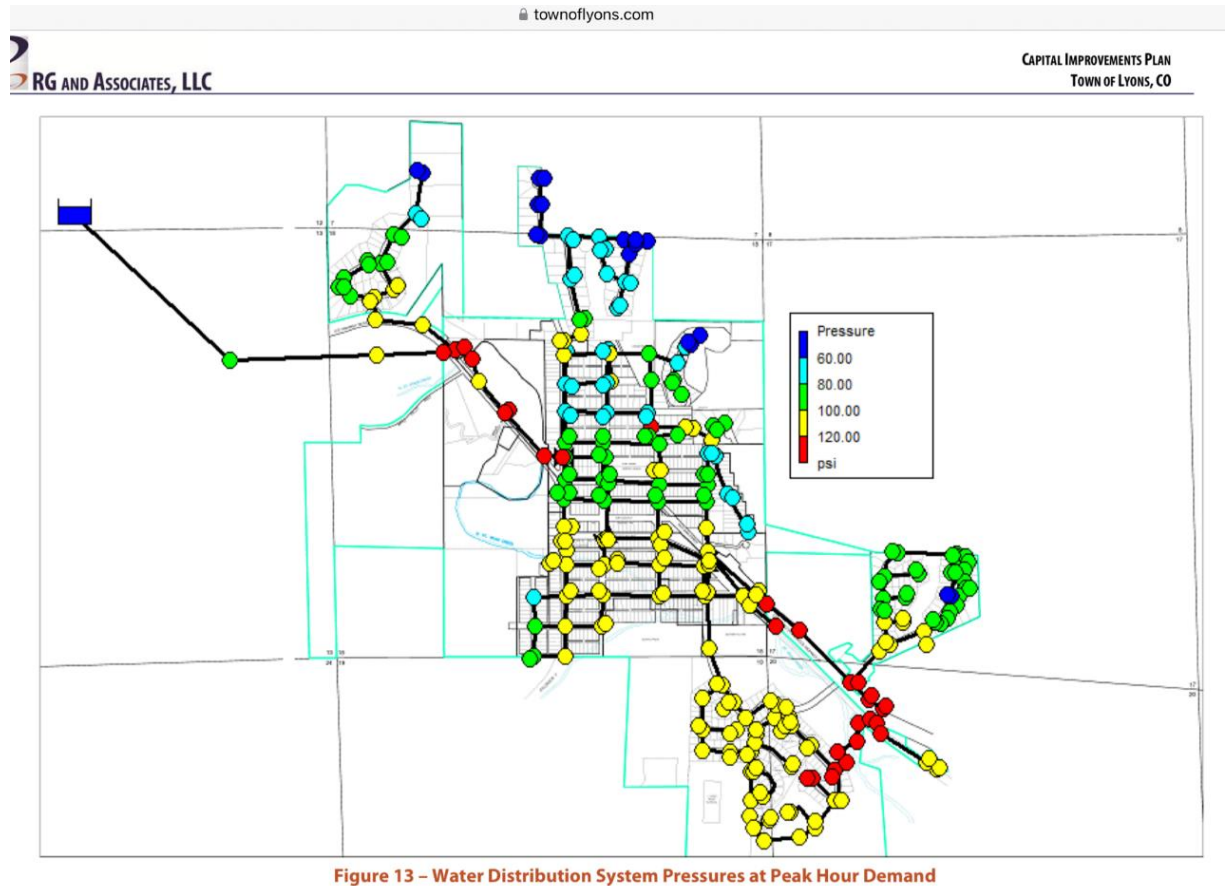 townoflyons.com
CAPITAL IMPROVEMENTS PLAN
TOWN OF LYONS, CO
RG AND ASSOCIATES, LLC
Pressure
60.00
80.00
100.00
120.00
psi
Figure 13 – Water Distribution System Pressures at Peak Hour Demand